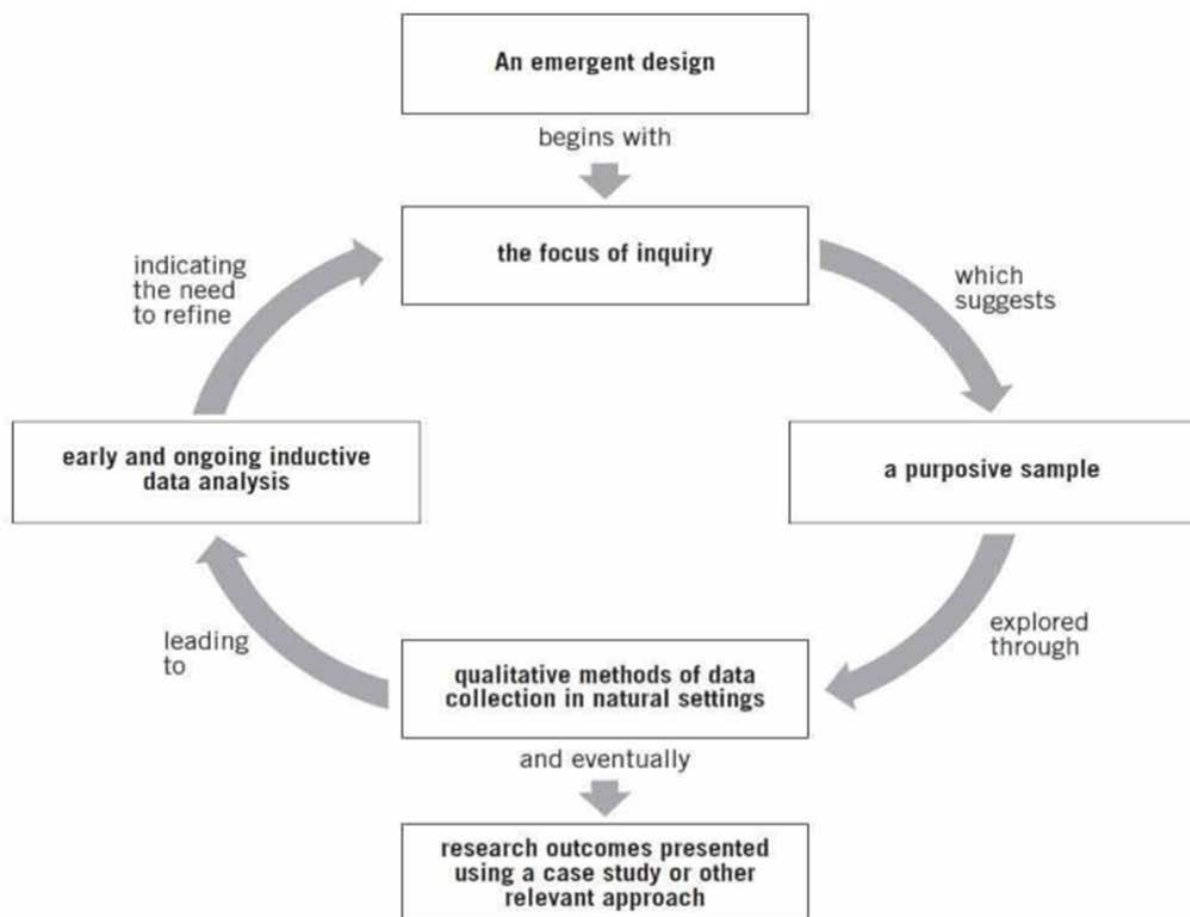 An emergent design
begins with
the focus of inquiry
indicating
the need
to refine
which
suggests
early and ongoing inductive
data analysis
a purposive sample
leading
to
explored
through
qualitative methods of data
collection in natural settings
and eventually
research outcomes presented
using a case study or other
relevant approach